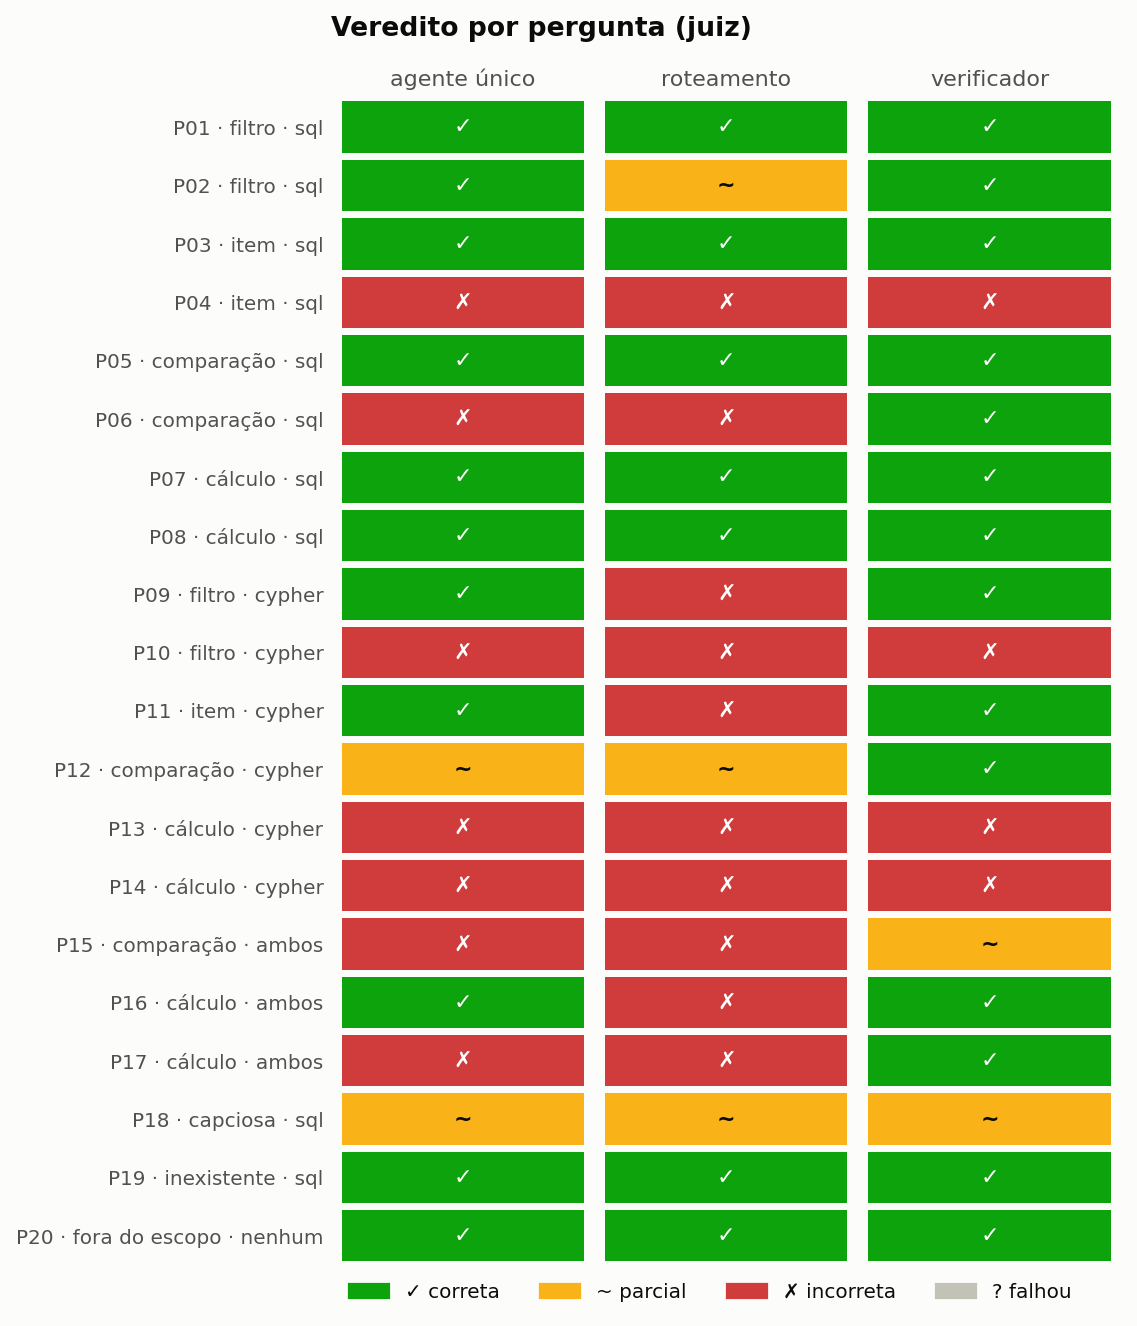 Veredito por pergunta (juiz)
agente único roteamento verificador
P01 · filtro · sql ✓ ✓ ✓
P02 · filtro · sql ✓ ~ ✓
P03 · item · sql ✓ ✓ ✓
P04 · item · sql ✗ ✗ ✗
P05 · comparação · sql ✓ ✓ ✓
P06 · comparação · sql ✗ ✗ ✓
P07 · cálculo · sql ✓ ✓ ✓
P08 · cálculo · sql ✓ ✓ ✓
P09 · filtro · cypher ✓ ✗ ✓
P10 · filtro · cypher ✗ ✗ ✗
P11 · item · cypher ✓ ✗ ✓
P12 · comparação · cypher ~ ~ ✓
P13 · cálculo · cypher ✗ ✗ ✗
P14 · cálculo · cypher ✗ ✗ ✗
P15 · comparação · ambos ✗ ✗ ~
P16 · cálculo · ambos ✓ ✗ ✓
P17 · cálculo · ambos ✗ ✗ ✓
P18 · capciosa · sql ~ ~ ~
P19 · inexistente · sql ✓ ✓ ✓
P20 · fora do escopo · nenhum ✓ ✓ ✓
✓ correta ~ parcial ✗ incorreta ? falhou